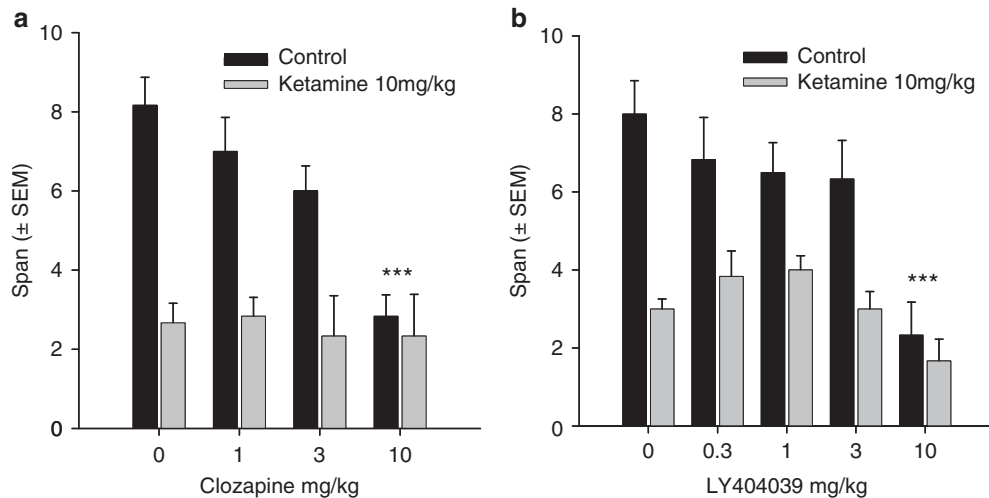 a
10
8
6
4
2
0
Span (± SEM)
Control
Ketamine 10mg/kg
***
0 1 3 10
Clozapine mg/kg
b
10
8
6
4
2
0
Span (± SEM)
Control
Ketamine 10mg/kg
***
0 0.3 1 3 10
LY404039 mg/kg